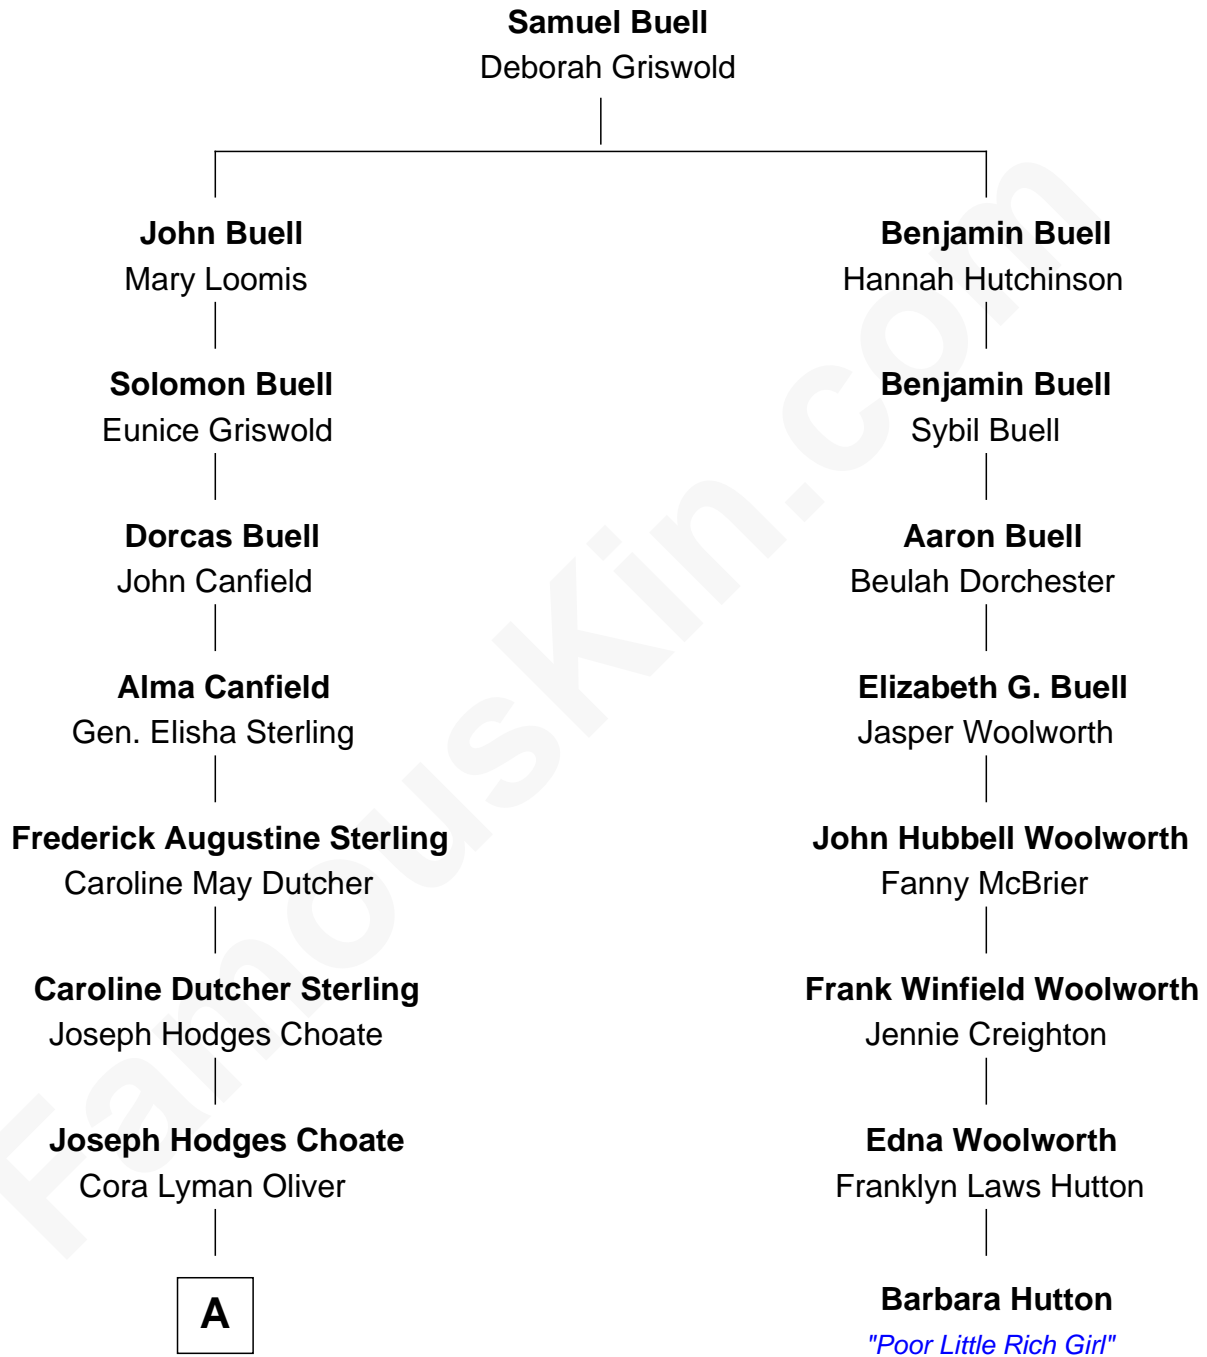 Samuel Buell
Deborah Griswold
John Buell
Mary Loomis
Benjamin Buell
Hannah Hutchinson
Solomon Buell
Eunice Griswold
Benjamin Buell
Sybil Buell
Dorcas Buell
John Canfield
Aaron Buell
Beulah Dorchester
Alma Canfield
Gen. Elisha Sterling
Elizabeth G. Buell
Jasper Woolworth
Frederick Augustine Sterling
Caroline May Dutcher
John Hubbell Woolworth
Fanny McBrier
Caroline Dutcher Sterling
Joseph Hodges Choate
Frank Winfield Woolworth
Jennie Creighton
Joseph Hodges Choate
Cora Lyman Oliver
Edna Woolworth
Franklyn Laws Hutton
A
Barbara Hutton
"Poor Little Rich Girl"
FamousKin.com